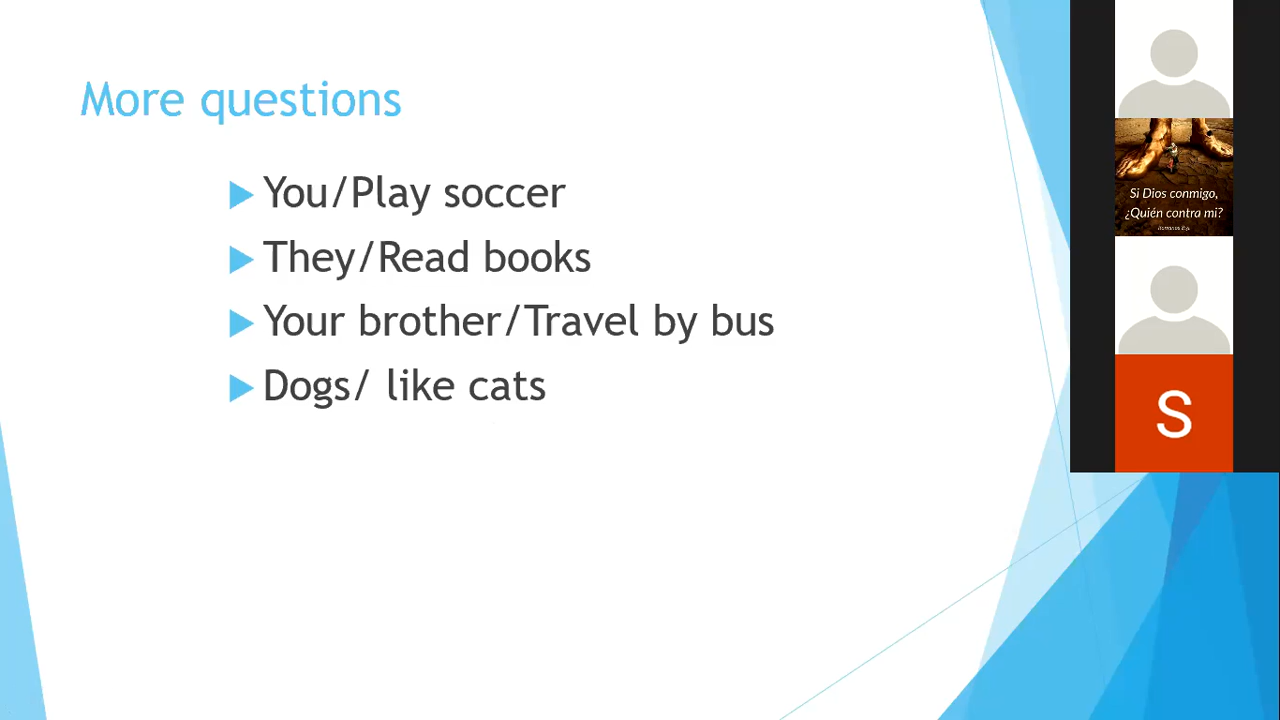 More questions
You/Play soccer
They/Read books
Your brother/Travel by bus
Dogs/ like cats
Si Dios conmigo,
¿Quién contra mi?
S